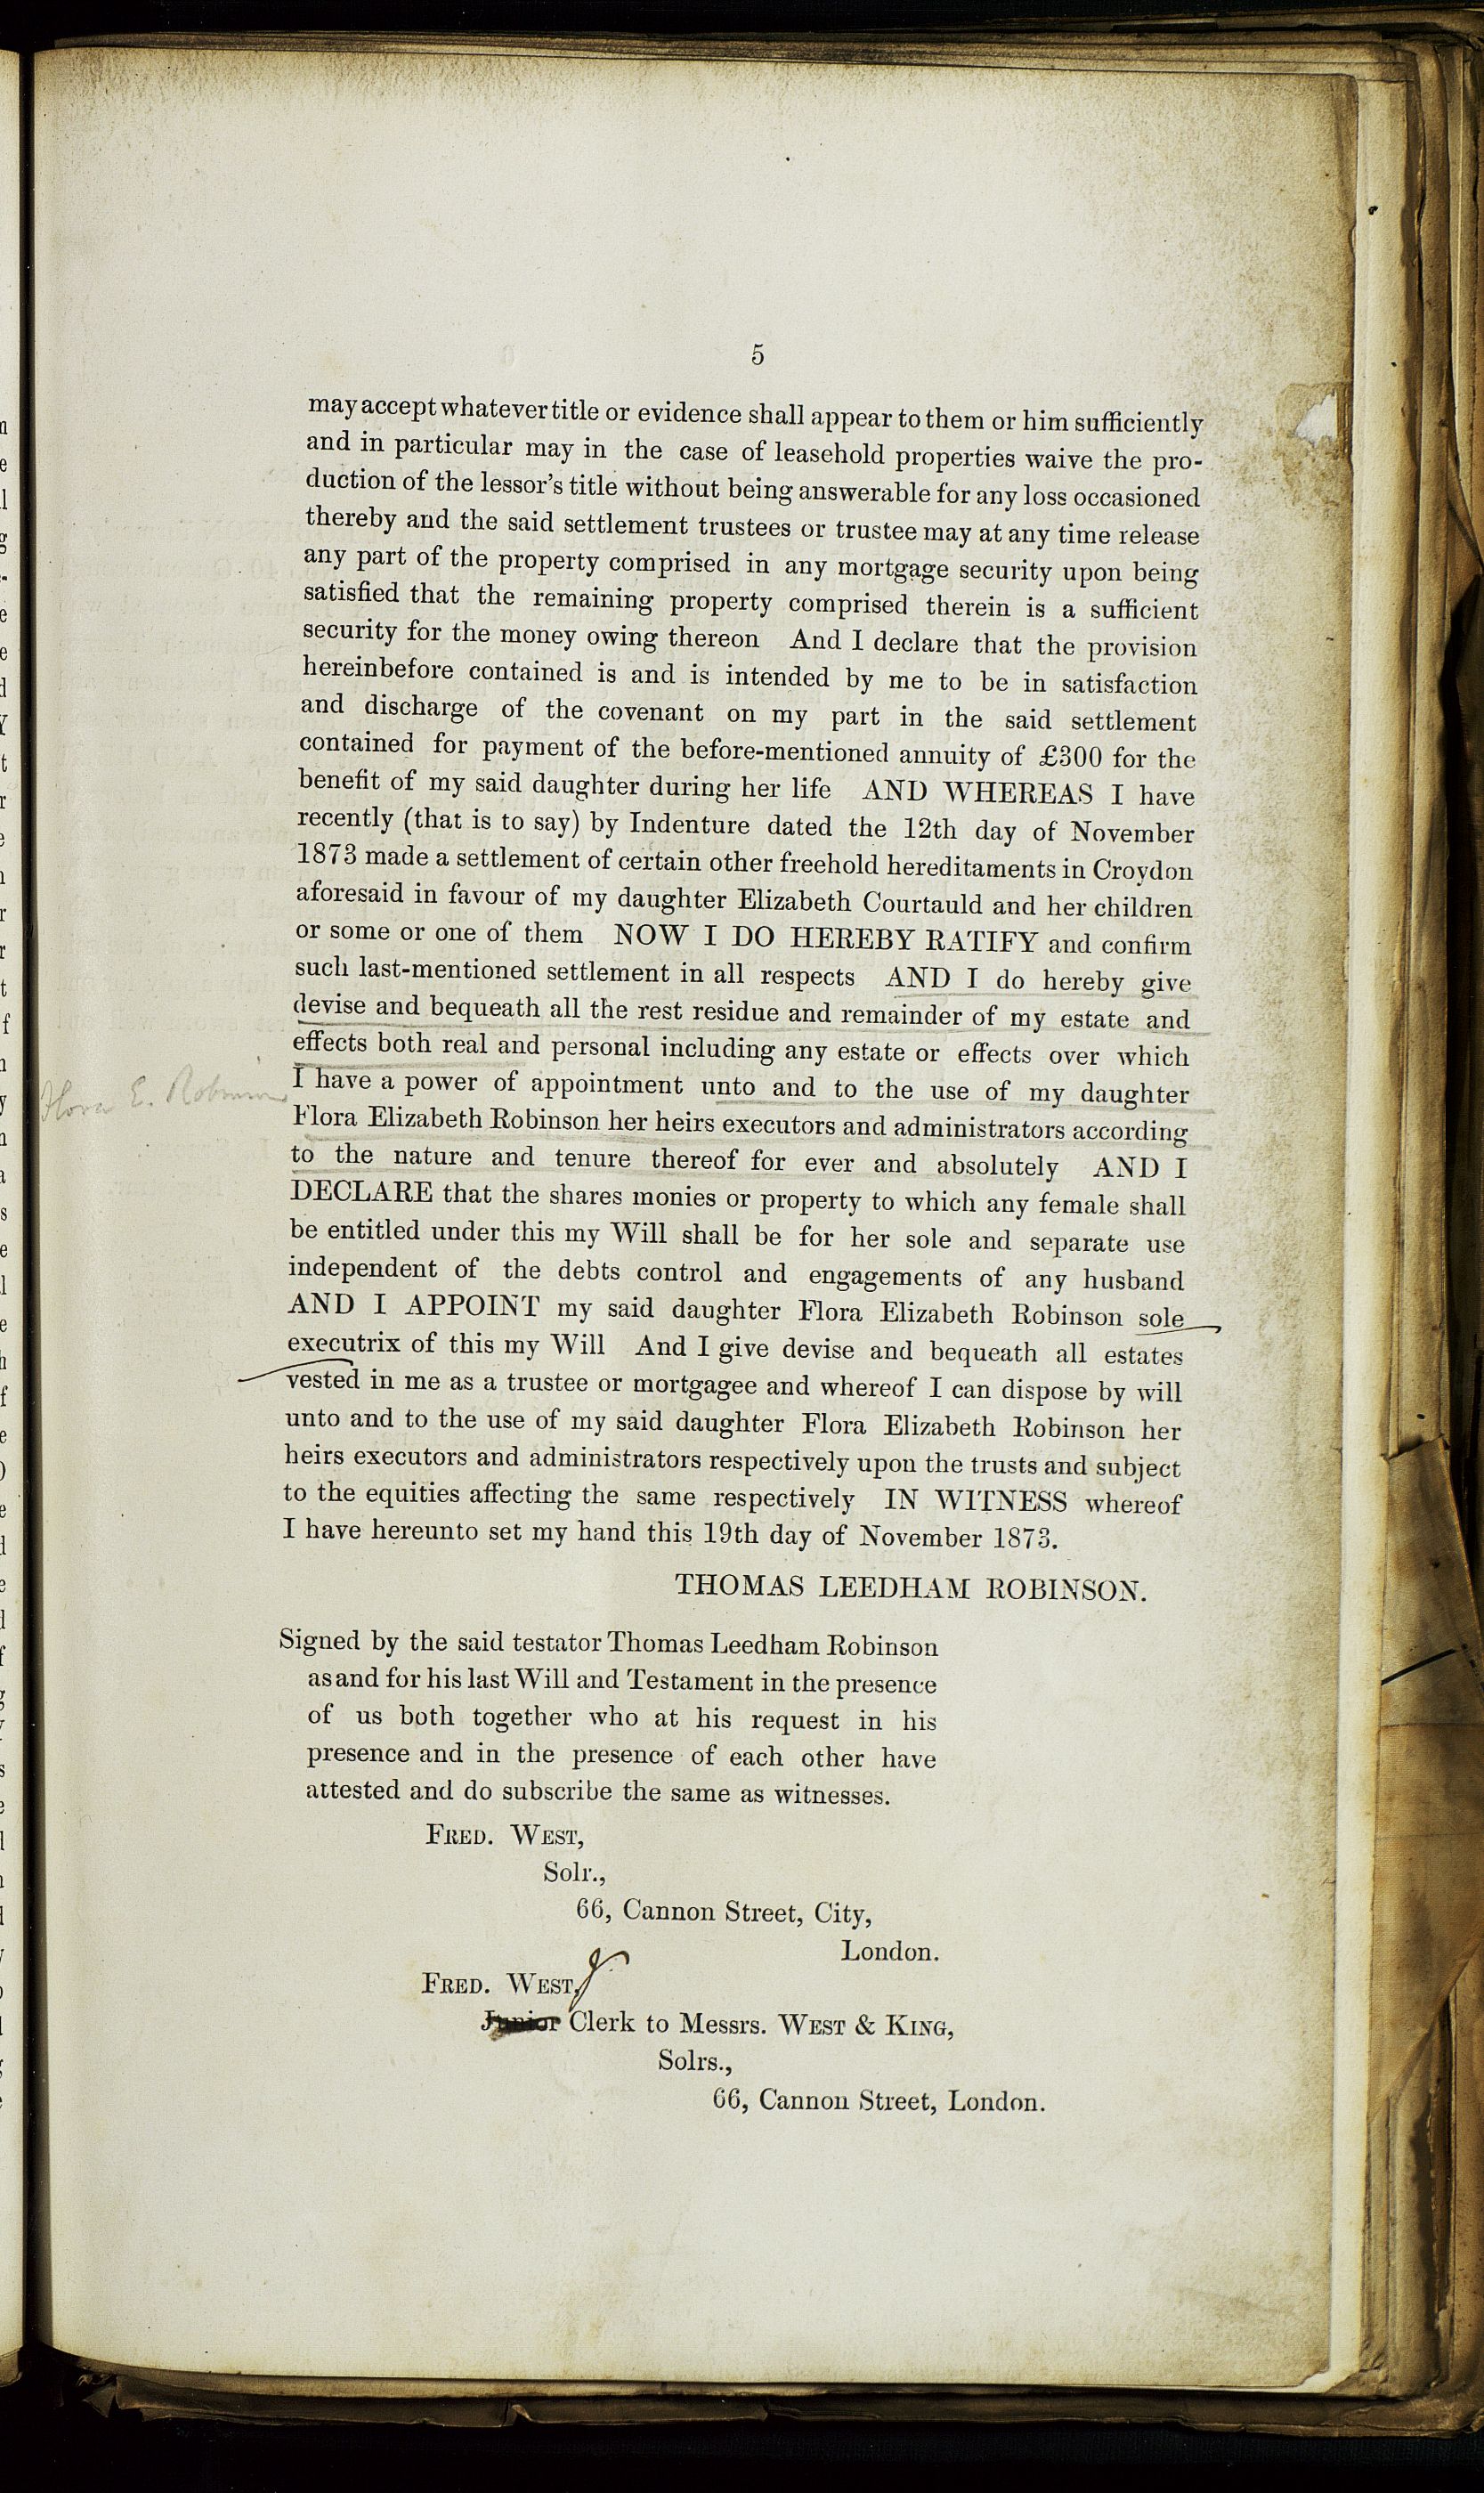 5
may accept whatever title or evidence shall appear to them or him sufficiently
and in particular may in the case of leasehold properties waive the pro-
duction of the lessor's title without being answerable for any loss occasioned
thereby and the said settlement trustees or trustee may at any time release
any part of the property comprised in any mortgage security upon being
satisfied that the remaining property comprised therein is a sufficient
security for the money owing thereon And I declare that the provision
hereinbefore contained is and is intended by me to be in satisfaction
and discharge of the covenant on my part in the said settlement
contained for payment of the before-mentioned annuity of £300 for the
benefit of my said daughter during her life AND WHEREAS I have
recently (that is to say) by Indenture dated the 12th day of November
1873 made a settlement of certain other freehold hereditaments in Croydon
aforesaid in favour of my daughter Elizabeth Courtauld and her children
or some or one of them NOW I DO HEREBY RATIFY and confirm
such last-mentioned settlement in all respects AND I do hereby give
devise and bequeath all the rest residue and remainder of my estate and
effects both real and personal including any estate or effects over which
Flora E. Robinson
I have a power of appointment unto and to the use of my daughter
Flora Elizabeth Robinson her heirs executors and administrators according
to the nature and tenure thereof for ever and absolutely AND I
DECLARE that the shares monies or property to which any female shall
be entitled under this my Will shall be for her sole and separate use
independent of the debts control and engagements of any husband
AND I APPOINT my said daughter Flora Elizabeth Robinson sole
executrix of this my Will And I give devise and bequeath all estates
vested in me as a trustee or mortgagee and whereof I can dispose by will
unto and to the use of my said daughter Flora Elizabeth Robinson her
heirs executors and administrators respectively upon the trusts and subject
to the equities affecting the same respectively IN WITNESS whereof
I have hereunto set my hand this 19th day of November 1873.
THOMAS LEEDHAM ROBINSON.
Signed by the said testator Thomas Leedham Robinson
as and for his last Will and Testament in the presence
of us both together who at his request in his
presence and in the presence of each other have
attested and do subscribe the same as witnesses.
FRED. WEST,
Solr.,
66, Cannon Street, City,
London.
FRED. WEST,
Junior Clerk to Messrs. WEST & KING,
Solrs.,
66, Cannon Street, London.